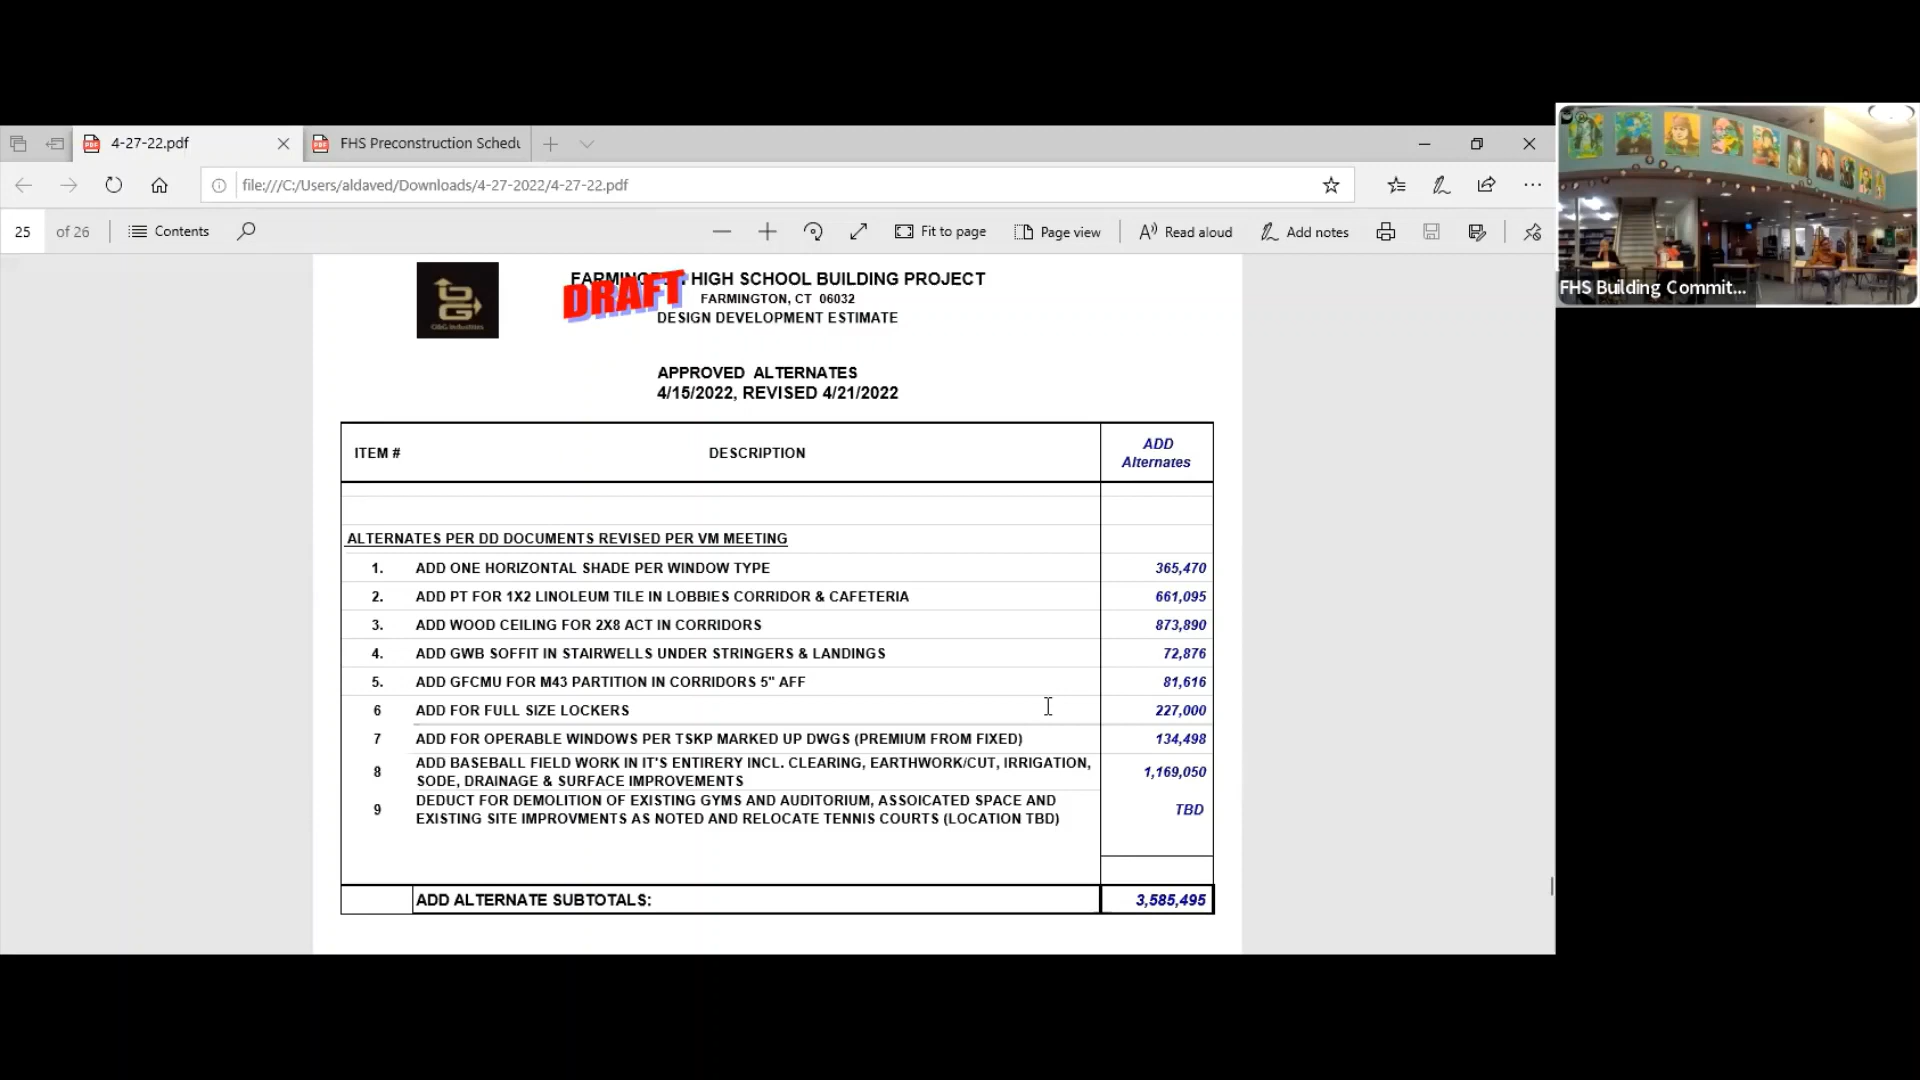 4-27-22.pdf
FHS Preconstruction Schedu
file:///C:/Users/aldaved/Downloads/4-27-2022/4-27-22.pdf
25 of 26 Contents Fit to page Page view Read aloud Add notes
FHS Building Commit...
O&G Industries
DRAFT
HIGH SCHOOL BUILDING PROJECT
FARMINGTON, CT 06032
DESIGN DEVELOPMENT ESTIMATE
APPROVED ALTERNATES
4/15/2022, REVISED 4/21/2022
ITEM # DESCRIPTION ADD Alternates
ALTERNATES PER DD DOCUMENTS REVISED PER VM MEETING
1. ADD ONE HORIZONTAL SHADE PER WINDOW TYPE 365,470
2. ADD PT FOR 1X2 LINOLEUM TILE IN LOBBIES CORRIDOR & CAFETERIA 661,095
3. ADD WOOD CEILING FOR 2X8 ACT IN CORRIDORS 873,890
4. ADD GWB SOFFIT IN STAIRWELLS UNDER STRINGERS & LANDINGS 72,876
5. ADD GFCMU FOR M43 PARTITION IN CORRIDORS 5" AFF 81,616
6 ADD FOR FULL SIZE LOCKERS 227,000
7 ADD FOR OPERABLE WINDOWS PER TSKP MARKED UP DWGS (PREMIUM FROM FIXED) 134,498
8 ADD BASEBALL FIELD WORK IN IT'S ENTIRERY INCL. CLEARING, EARTHWORK/CUT, IRRIGATION,
SODE, DRAINAGE & SURFACE IMPROVEMENTS 1,169,050
9 DEDUCT FOR DEMOLITION OF EXISTING GYMS AND AUDITORIUM, ASSOICATED SPACE AND
EXISTING SITE IMPROVMENTS AS NOTED AND RELOCATE TENNIS COURTS (LOCATION TBD) TBD
ADD ALTERNATE SUBTOTALS: 3,585,495